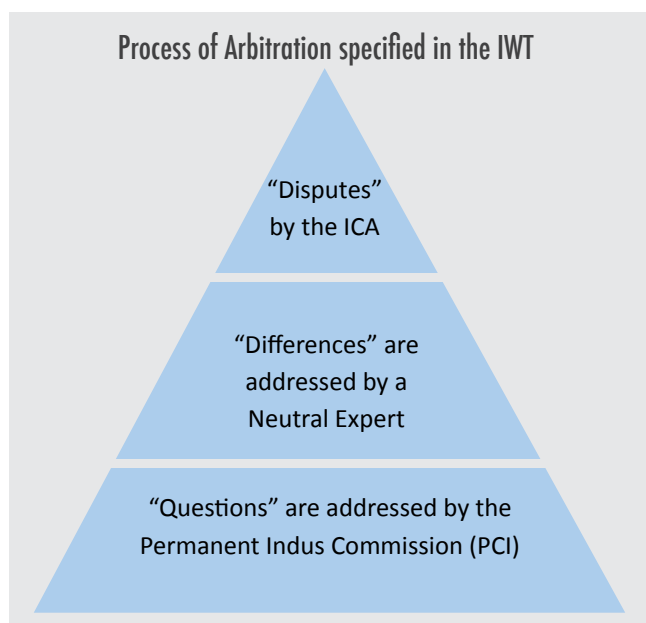 Process of Arbitration specified in the IWT
“Disputes”
by the ICA
“Differences” are
addressed by a
Neutral Expert
“Questions” are addressed by the
Permanent Indus Commission (PCI)